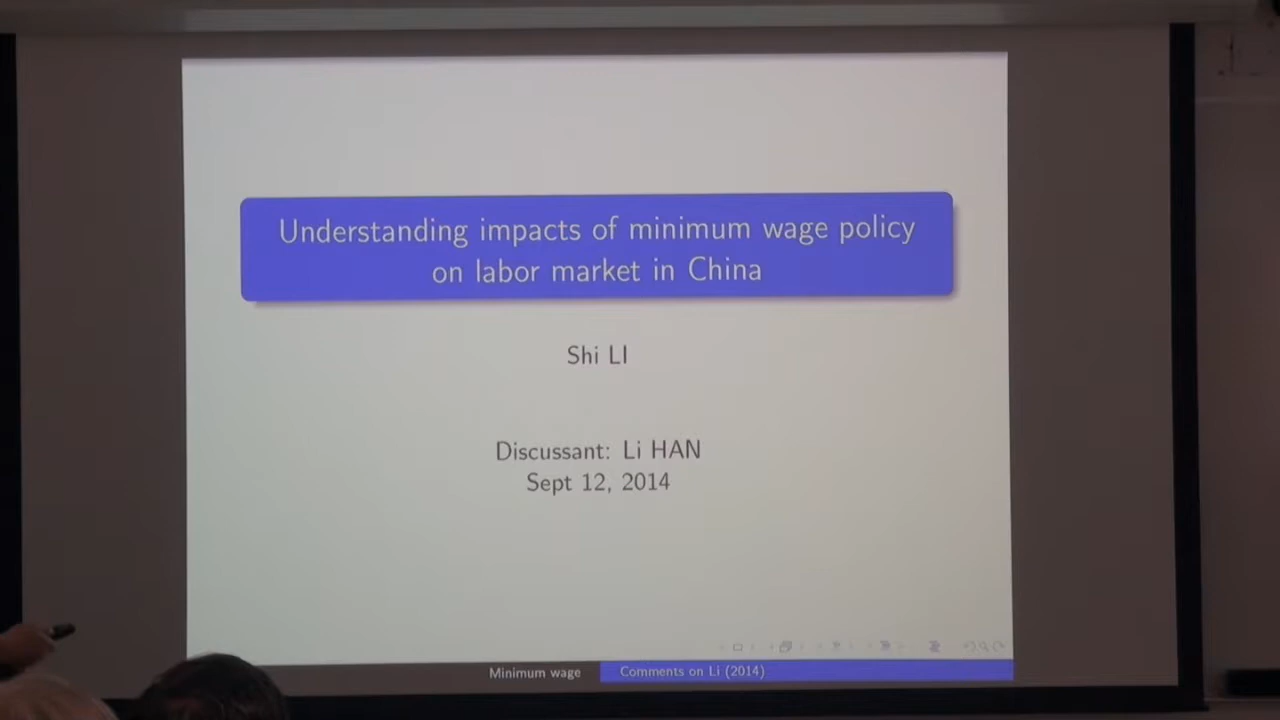 Understanding impacts of minimum wage policy
on labor market in China
Shi LI
Discussant: Li HAN
Sept 12, 2014
Minimum wage
Comments on Li (2014)